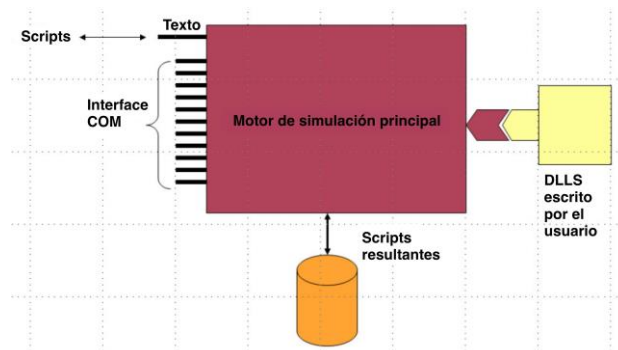 Texto
Scripts
Interface
COM
Motor de simulación principal
DLLS
escrito
por el
usuario
Scripts
resultantes